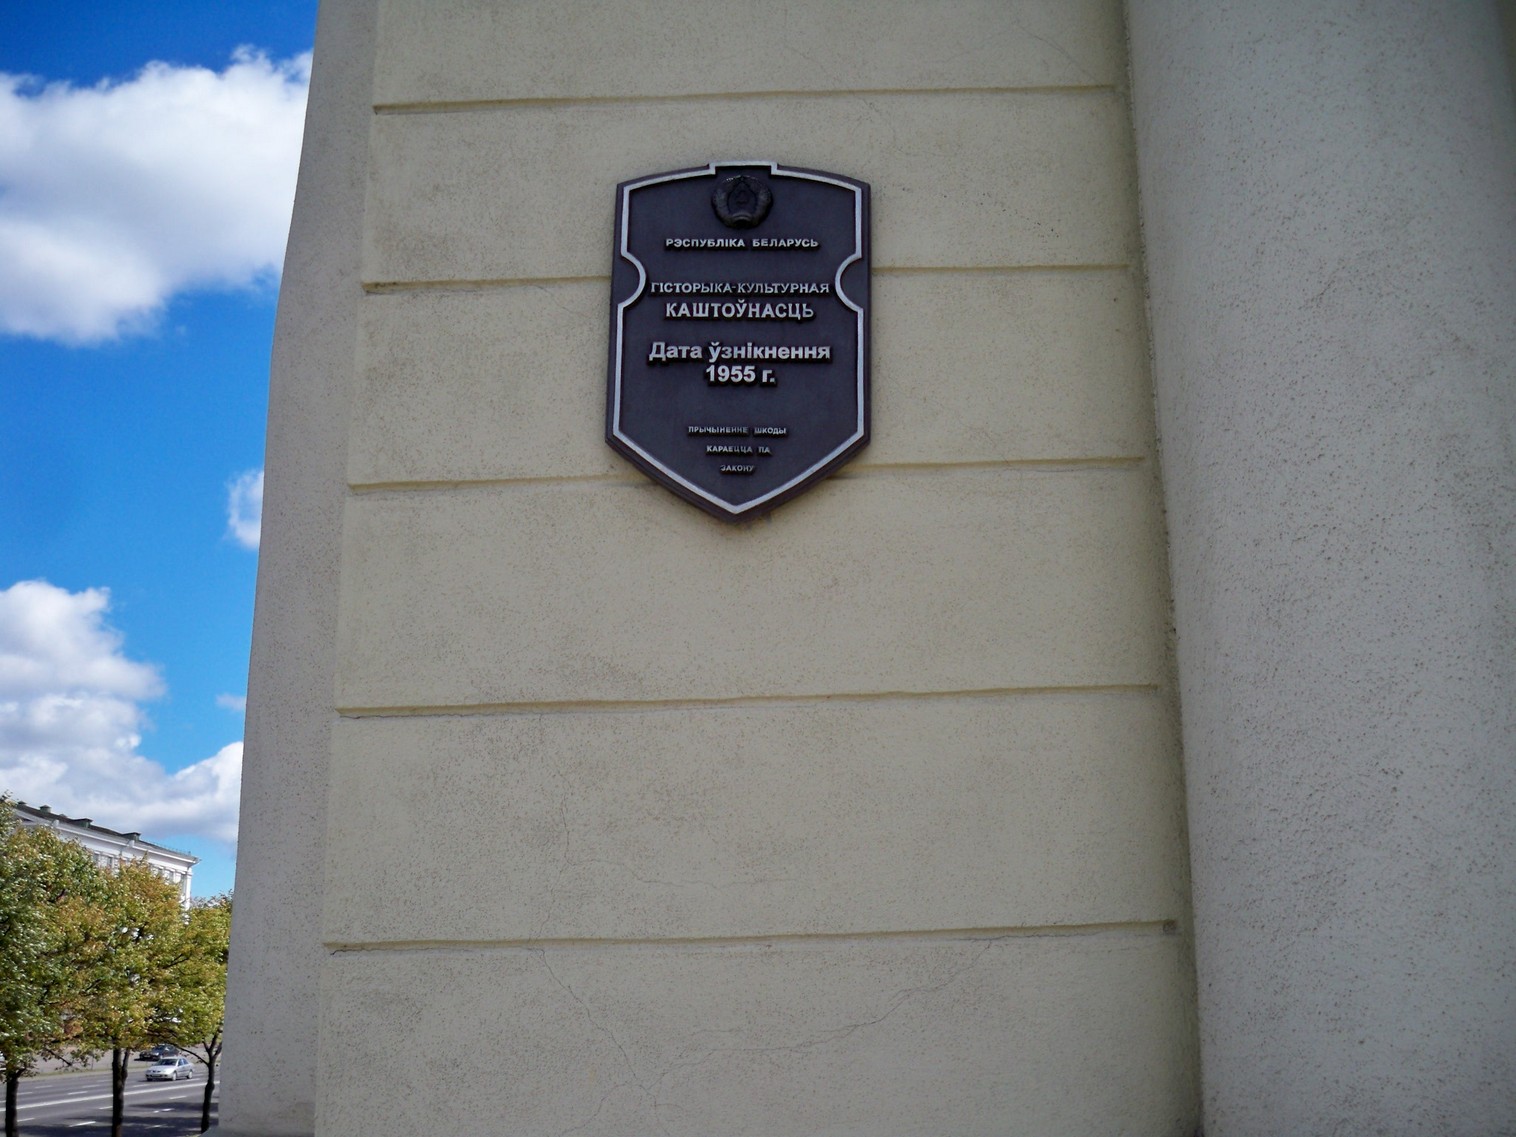 РЭСПУБЛІКА БЕЛАРУСЬ
ГІСТОРЫКА-КУЛЬТУРНАЯ
КАШТОЎНАСЦЬ
Дата ўзнікнення
1955 г.
ПРЫЧЫНЕННЕ ШКОДЫ
КАРАЕЦЦА ПА
ЗАКОНУ